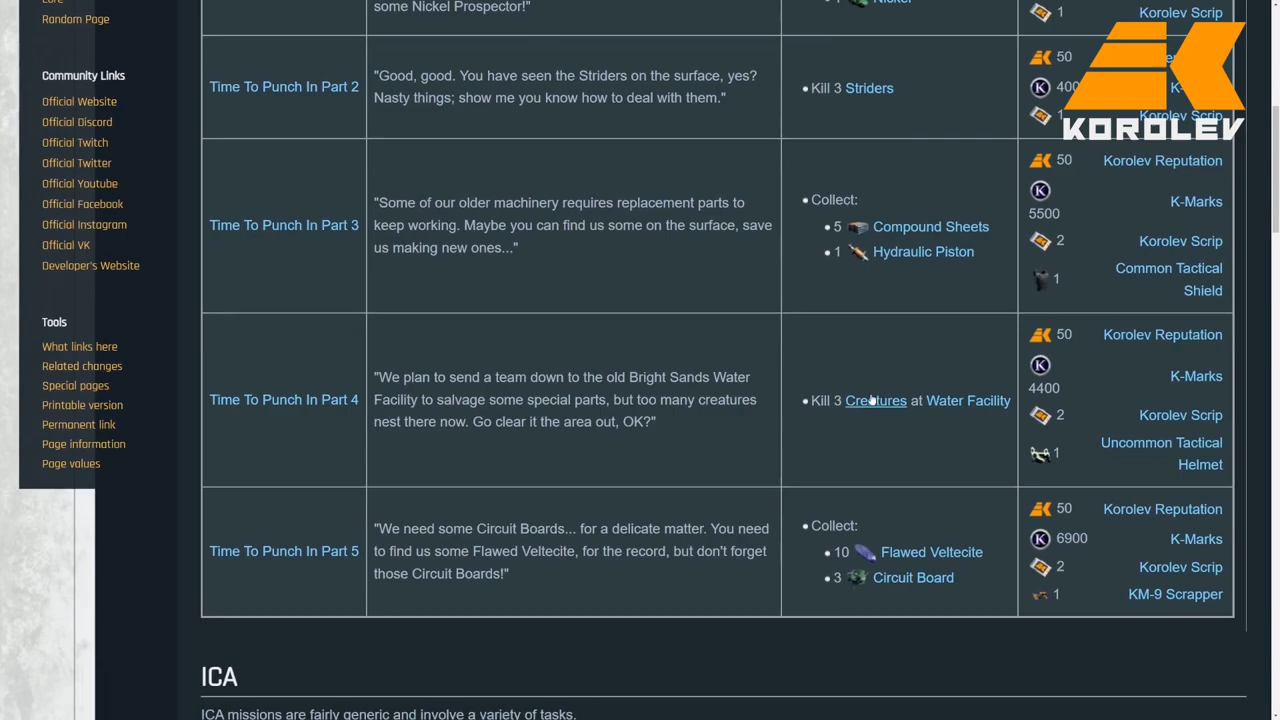 Lore
Random Page
Community Links
Official Website
Official Discord
Official Twitch
Official Twitter
Official Youtube
Official Facebook
Official Instagram
Official VK
Developer's Website
Tools
What links here
Related changes
Special pages
Printable version
Permanent link
Page information
Page values
some Nickel Prospector!"
Nickel
1 Korolev Scrip
Time To Punch In Part 2
"Good, good. You have seen the Striders on the surface, yes?
Nasty things; show me you know how to deal with them."
Kill 3 Striders
50
400
Korolev Scrip
KOROLEV
Time To Punch In Part 3
"Some of our older machinery requires replacement parts to
keep working. Maybe you can find us some on the surface, save
us making new ones..."
Collect:
5 Compound Sheets
1 Hydraulic Piston
50 Korolev Reputation
K-Marks
5500
2 Korolev Scrip
1 Common Tactical
Shield
Time To Punch In Part 4
"We plan to send a team down to the old Bright Sands Water
Facility to salvage some special parts, but too many creatures
nest there now. Go clear it the area out, OK?"
Kill 3 Creatures at Water Facility
50 Korolev Reputation
K-Marks
4400
2 Korolev Scrip
1 Uncommon Tactical
Helmet
Time To Punch In Part 5
"We need some Circuit Boards... for a delicate matter. You need
to find us some Flawed Veltecite, for the record, but don't forget
those Circuit Boards!"
Collect:
10 Flawed Veltecite
3 Circuit Board
50 Korolev Reputation
6900 K-Marks
2 Korolev Scrip
1 KM-9 Scrapper
ICA
ICA missions are fairly generic and involve a variety of tasks.